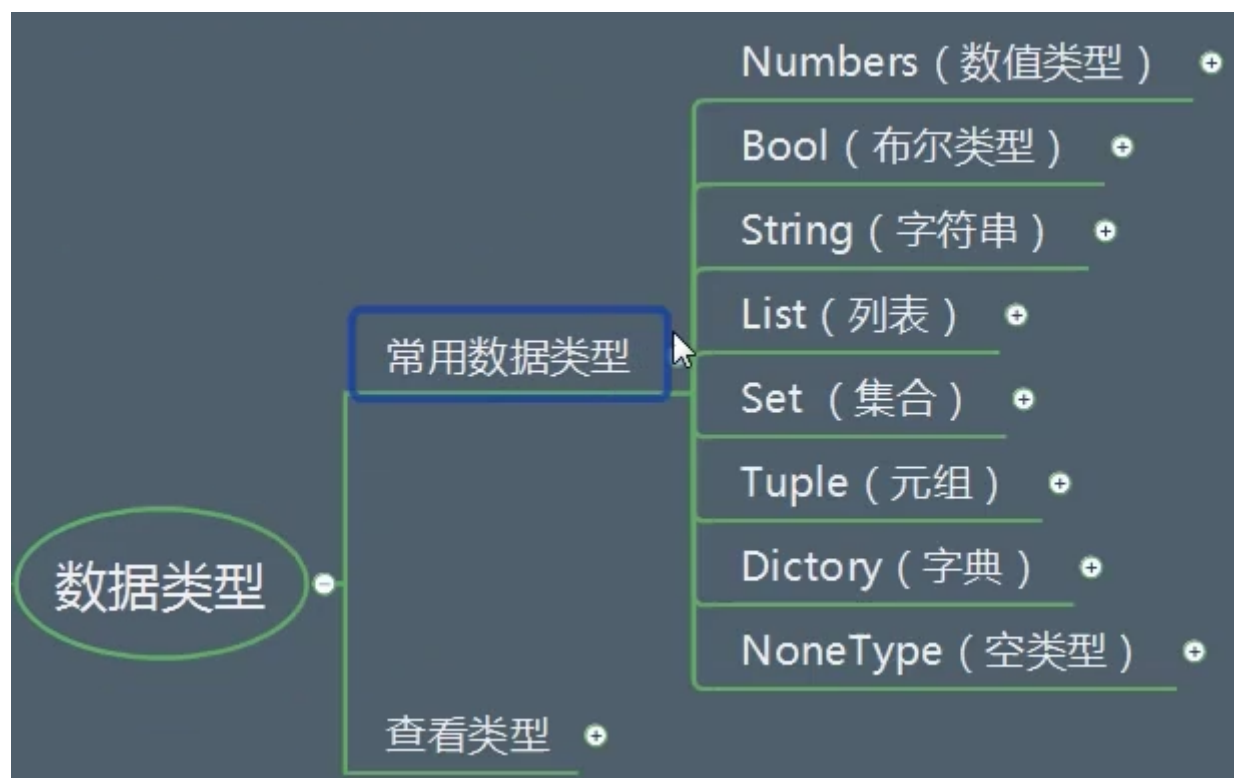 Numbers（数值类型）
Bool（布尔类型）
String（字符串）
List（列表）
常用数据类型
Set （集合）
Tuple（元组）
Dictory（字典）
数据类型
NoneType（空类型）
查看类型